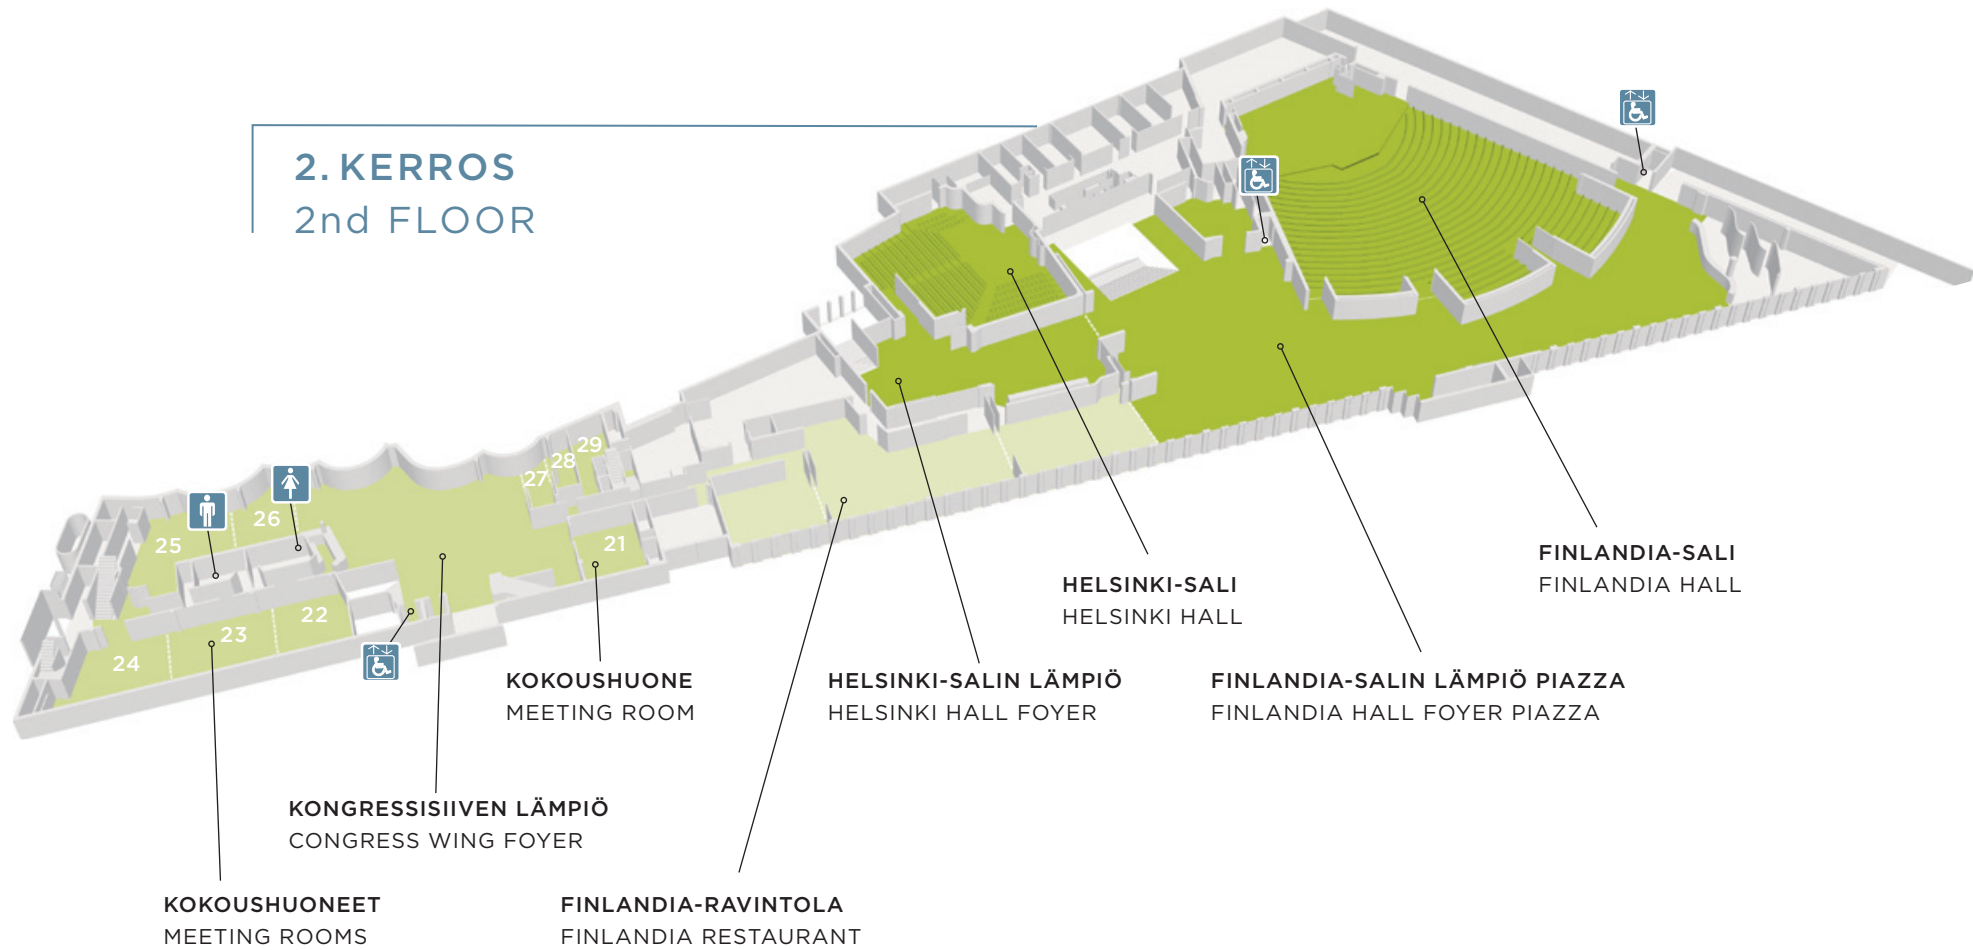 2. KERROS
2nd FLOOR
29
28
27
26
25
21
22
23
24
FINLANDIA-SALI
FINLANDIA HALL
HELSINKI-SALI
HELSINKI HALL
KOKOUSHUONE
MEETING ROOM
HELSINKI-SALIN LÄMPIÖ
HELSINKI HALL FOYER
FINLANDIA-SALIN LÄMPIÖ PIAZZA
FINLANDIA HALL FOYER PIAZZA
KONGRESSISIIVEN LÄMPIÖ
CONGRESS WING FOYER
KOKOUSHUONEET
MEETING ROOMS
FINLANDIA-RAVINTOLA
FINLANDIA RESTAURANT